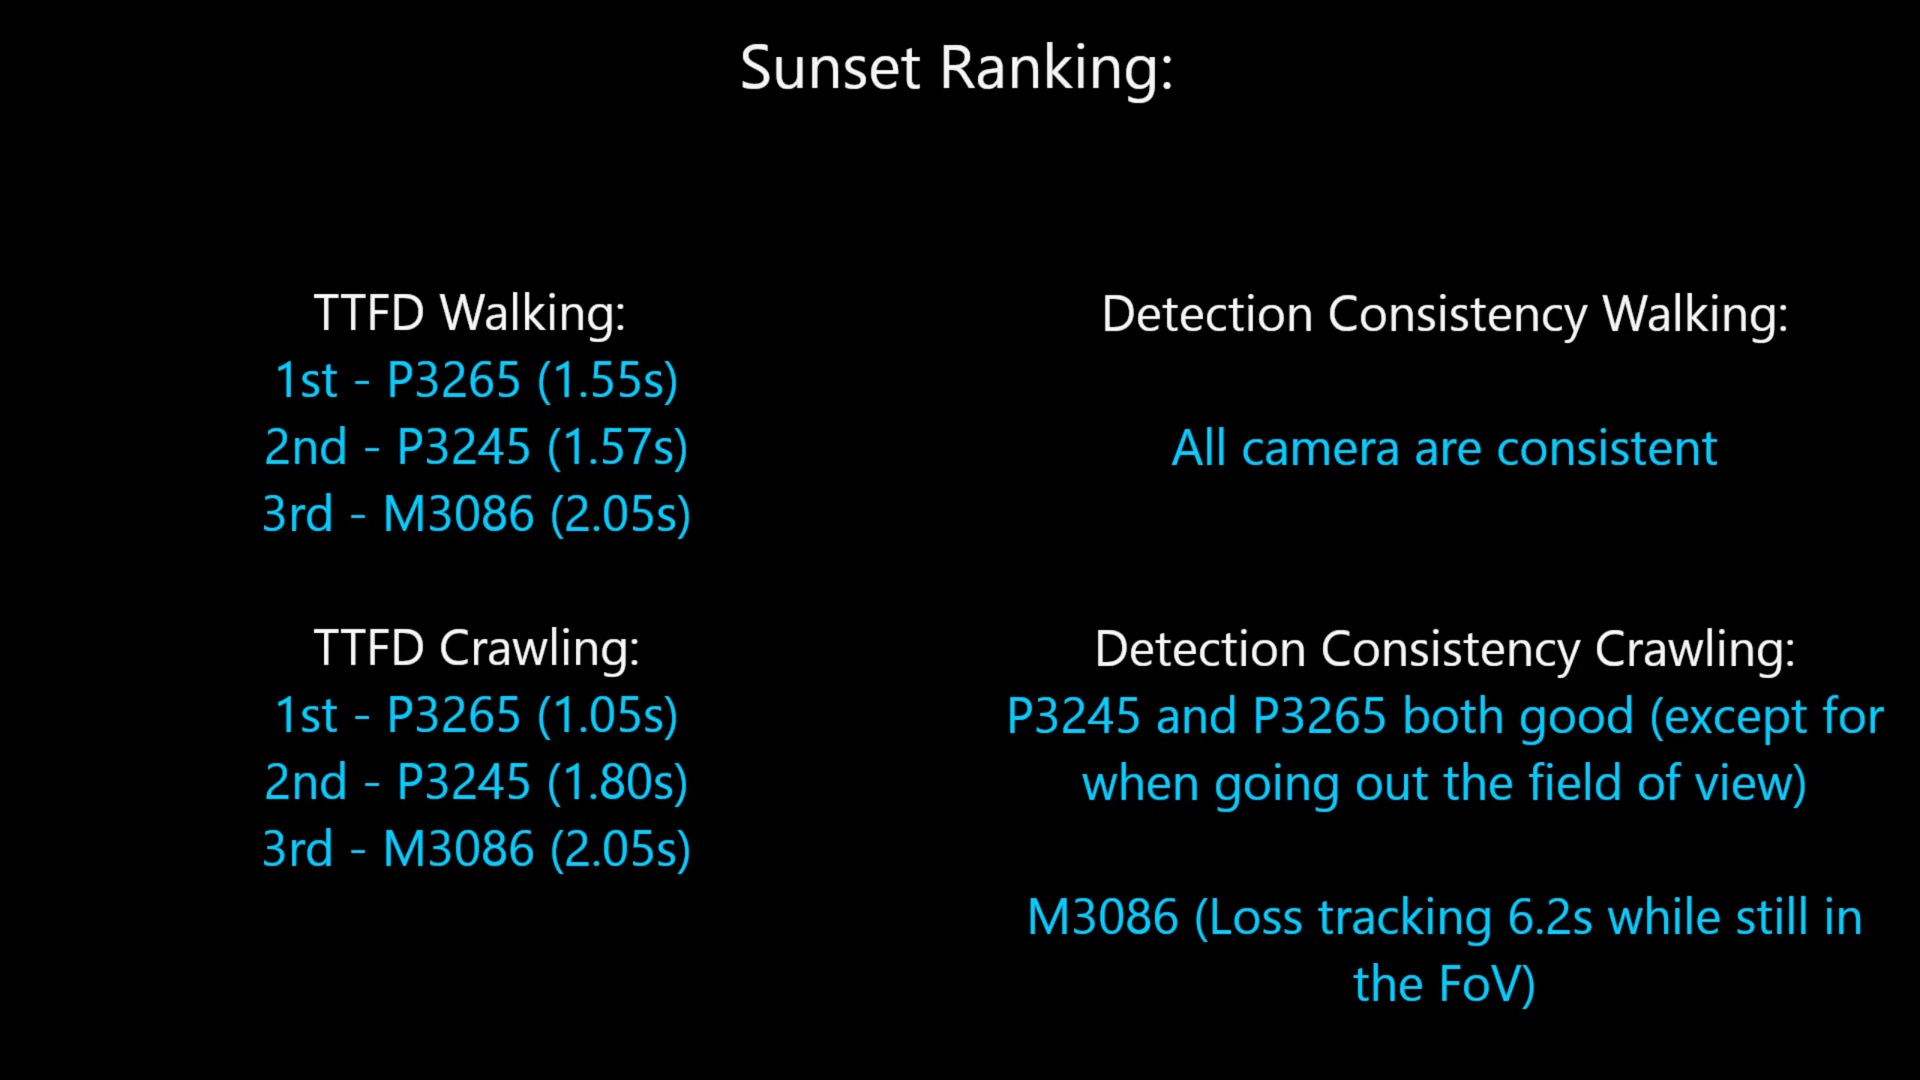 Sunset Ranking:
TTFD Walking:
1st - P3265 (1.55s)
2nd - P3245 (1.57s)
3rd - M3086 (2.05s)
TTFD Crawling:
1st - P3265 (1.05s)
2nd - P3245 (1.80s)
3rd - M3086 (2.05s)
Detection Consistency Walking:
All camera are consistent
Detection Consistency Crawling:
P3245 and P3265 both good (except for
when going out the field of view)
M3086 (Loss tracking 6.2s while still in
the FoV)